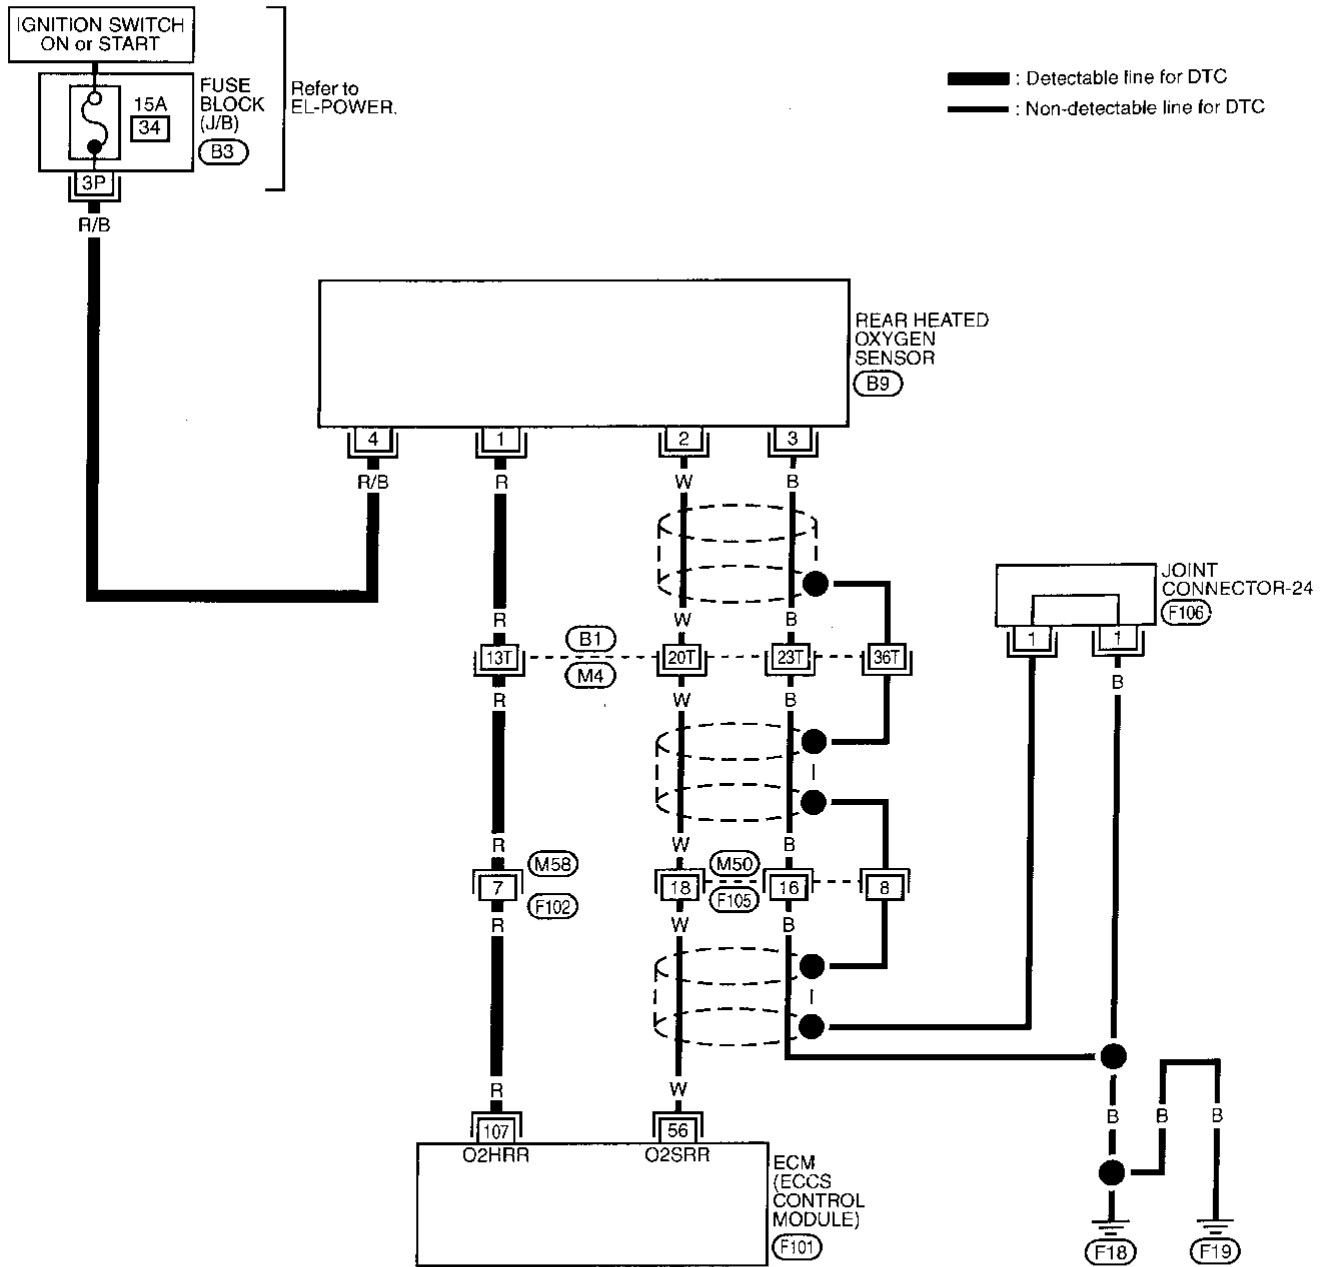 IGNITION SWITCH
ON or START
FUSE
BLOCK
(J/B)
B3
15A
34
3P
Refer to
EL-POWER.
: Detectable line for DTC
: Non-detectable line for DTC
R/B
REAR HEATED
OXYGEN
SENSOR
B9
4
1
2
3
R/B
R
W
B
JOINT
CONNECTOR-24
F106
1
1
B
R
W
B
B1
M4
13T
20T
23T
36T
R
W
B
R
W
B
M58
F102
M50
F105
7
18
16
8
R
W
B
R
W
B
B
B
107
56
O2HRR
O2SRR
ECM
(ECCS
CONTROL
MODULE)
F101
F18
F19